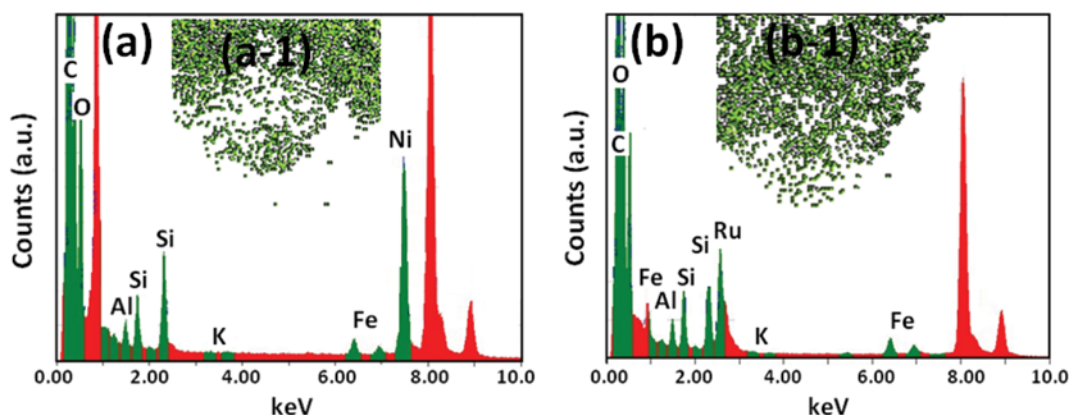 (a)
(a-1)
C
O
Al
Si
Si
K
Fe
Ni
Counts (a.u.)
0.00 2.00 4.00 6.00 8.00 10.0
keV
(b)
(b-1)
O
C
Fe
Al
Si
Si
Ru
K
Fe
Counts (a.u.)
0.00 2.00 4.00 6.00 8.00 10.0
keV